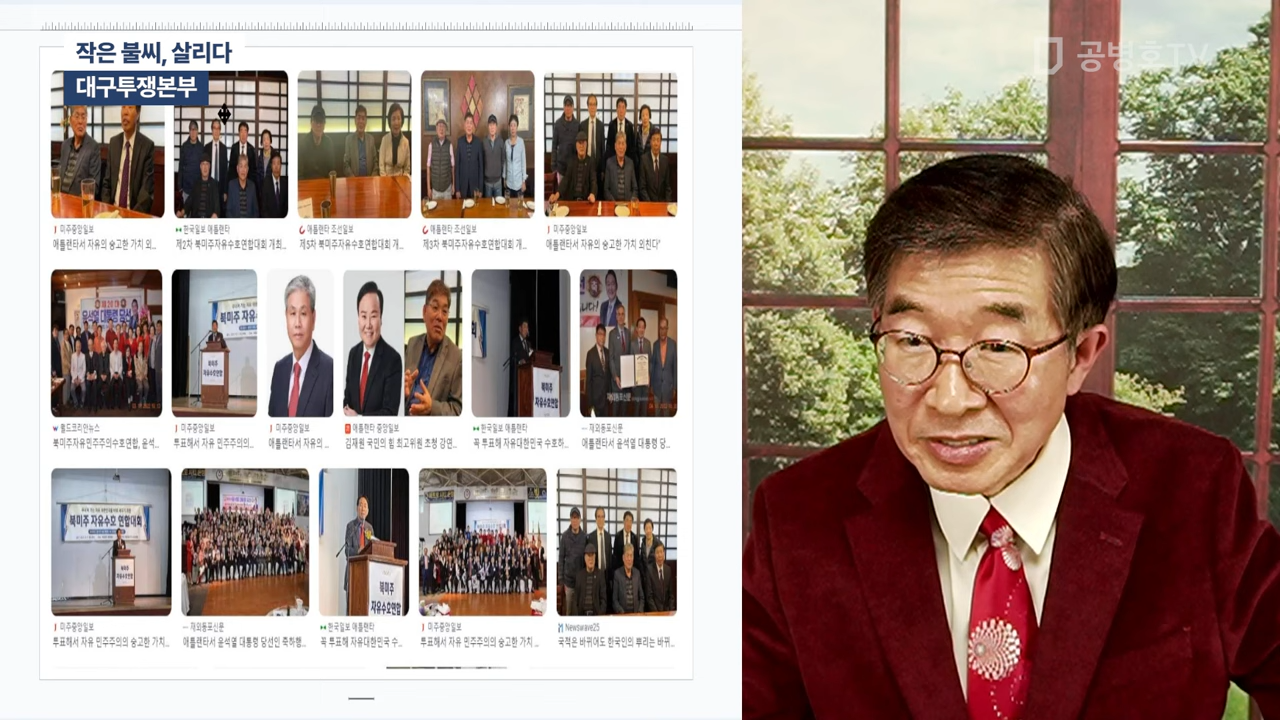 작은 불씨, 살리다
대구투쟁본부
공병호TV
미주중앙일보
한국일보 애틀랜타
애틀랜타 조선일보
애틀랜타 조선일보
미주중앙일보
애틀랜타서 자유의 숭고한 가치 외...
제2차 북미주자유수호연합대회 개최...
제5차 북미주자유수호연합대회 개...
제3차 북미주자유수호연합대회 개...
애틀랜타서 자유의 숭고한 가치 외친다"
월드코리안뉴스
미주중앙일보
미주중앙일보
애틀랜타 중앙일보
한국일보 애틀랜타
재외동포신문
북미주자유민주주의수호연합, 윤석...
투표해서 자유 민주주의의...
애틀랜타서 자유의 ...
김재원 국민의 힘 최고위원 초청 강연...
꼭 투표해 자유대한민국 수호하...
애틀랜타서 윤석열 대통령 당...
북미주 자유수호 연합대회
북미주
자유수호연합
미주중앙일보
재외동포신문
한국일보 애틀랜타
미주중앙일보
Newswave25
투표해서 자유 민주주의의 숭고한 가치...
애틀랜타서 윤석열 대통령 당선인 축하행...
꼭 투표해 자유대한민국 수...
투표해서 자유 민주주의의 숭고한 가치 ...
국적은 바뀌어도 한국인의 뿌리는 바뀌...